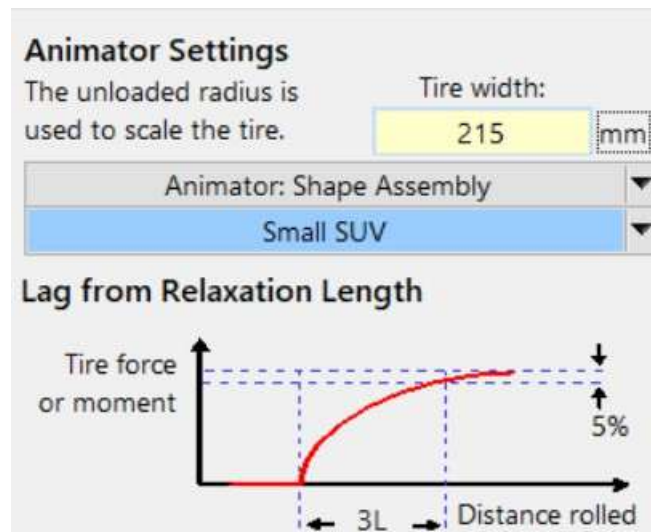 Animator Settings
The unloaded radius is
used to scale the tire.
Tire width:
215
mm
Animator: Shape Assembly
Small SUV
Lag from Relaxation Length
Tire force
or moment
5%
3L
Distance rolled